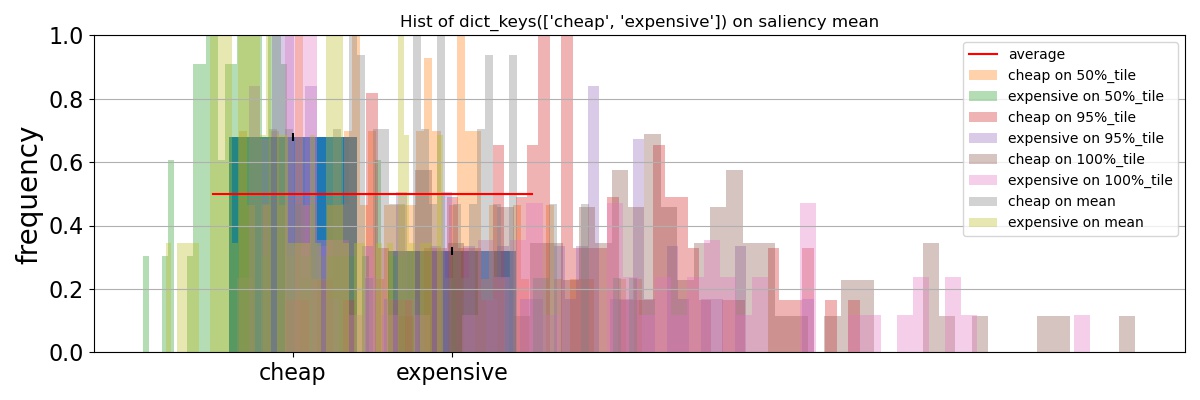 Hist of dict_keys(['cheap', 'expensive']) on saliency mean
1.0
0.8
0.6
0.4
0.2
0.0
frequency
cheap
expensive
average
cheap on 50%_tile
expensive on 50%_tile
cheap on 95%_tile
expensive on 95%_tile
cheap on 100%_tile
expensive on 100%_tile
cheap on mean
expensive on mean